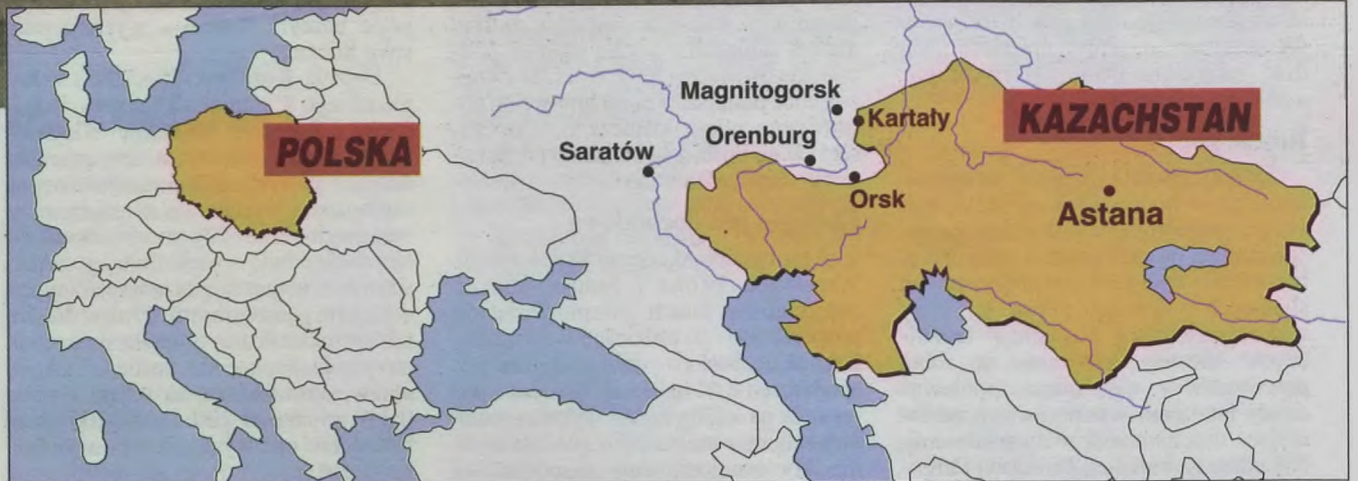 POLSKA
Saratów
Magnitogorsk
Orenburg
Kartały
Orsk
KAZACHSTAN
Astana